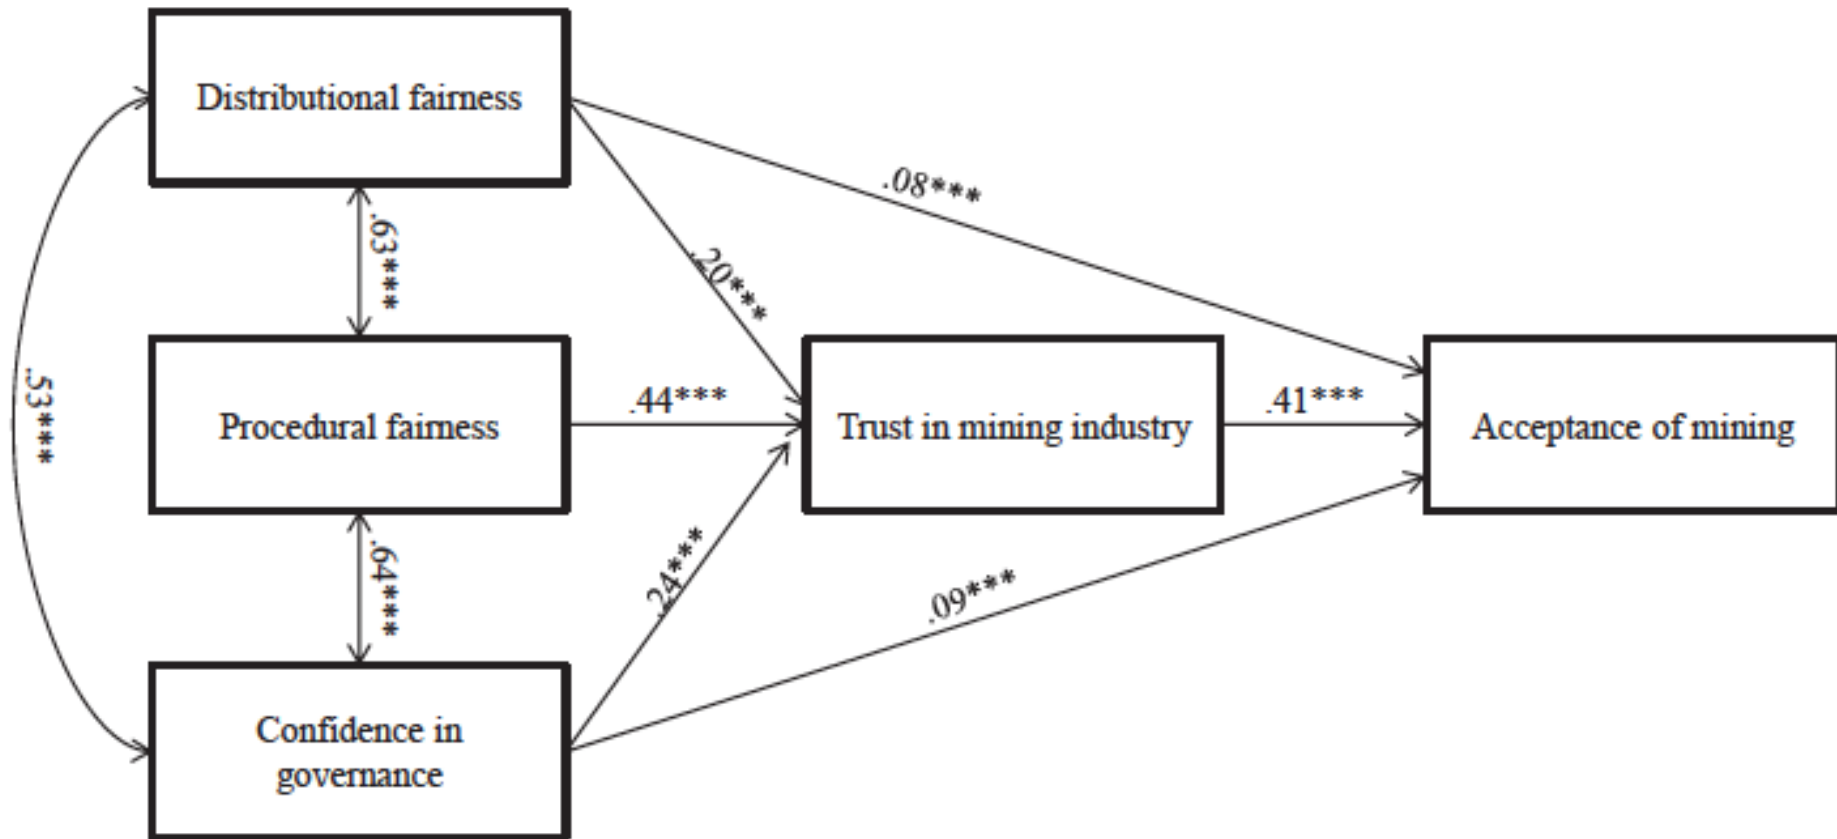 Distributional fairness
.08***
.63***
.20***
.53***
Procedural fairness
.44***
Trust in mining industry
.41***
Acceptance of mining
.64***
.24***
.09***
Confidence in
governance